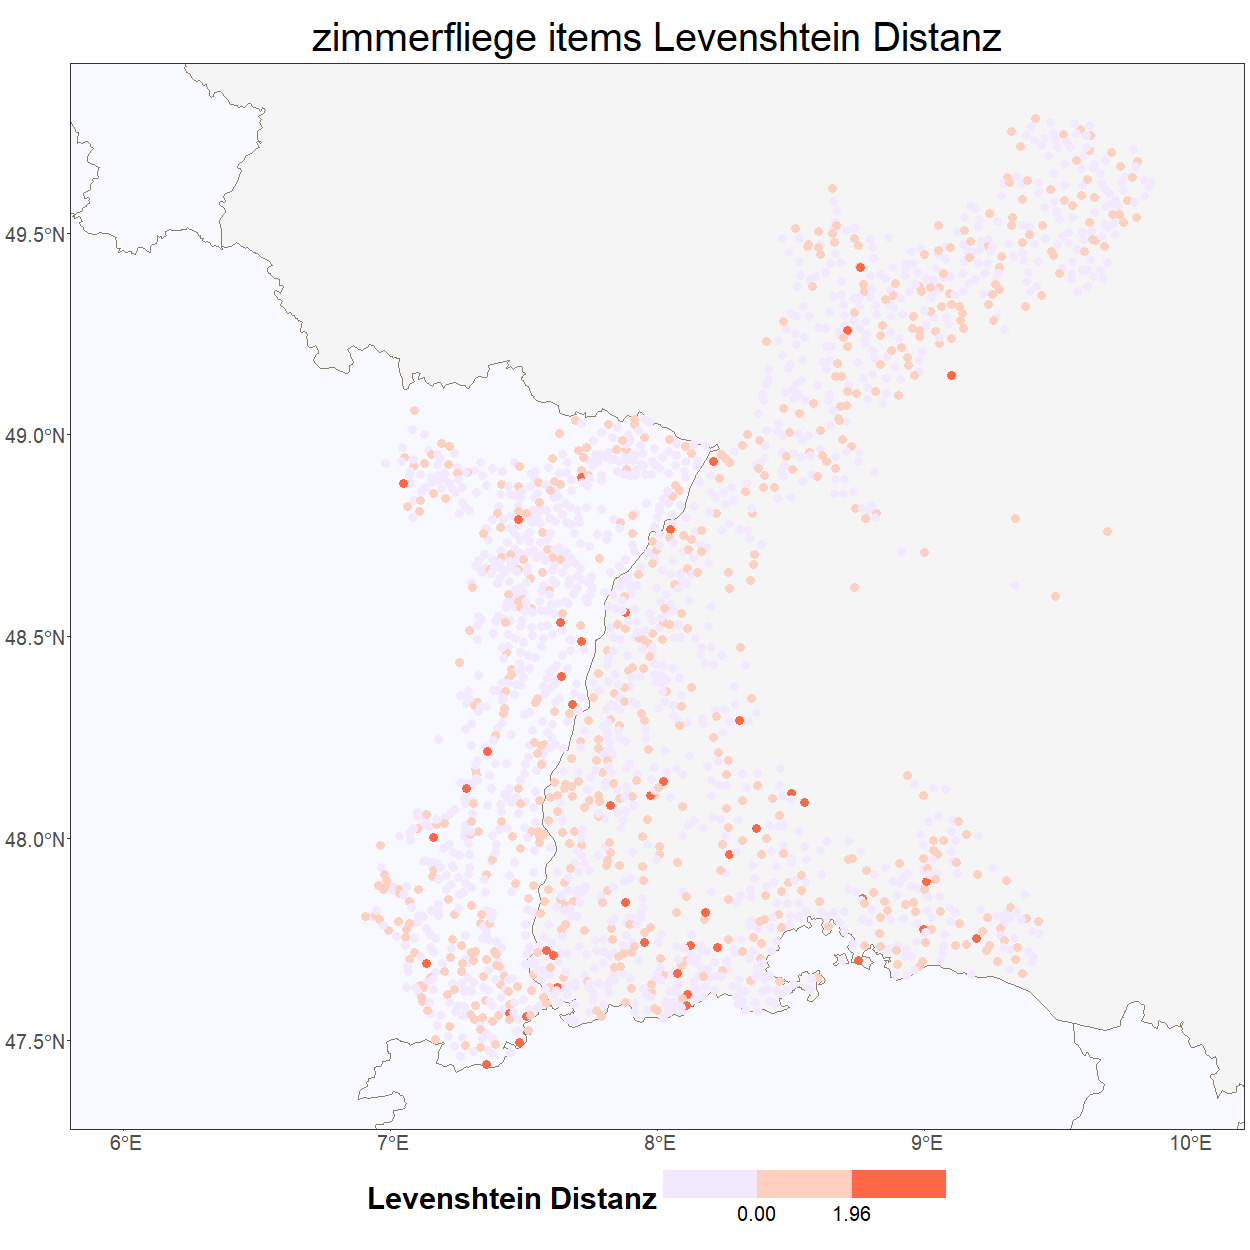 zimmerfliege items Levenshtein Distanz
49.5°N
49.0°N
48.5°N
48.0°N
47.5°N
6°E 7°E 8°E 9°E 10°E
Levenshtein Distanz
0.00 1.96